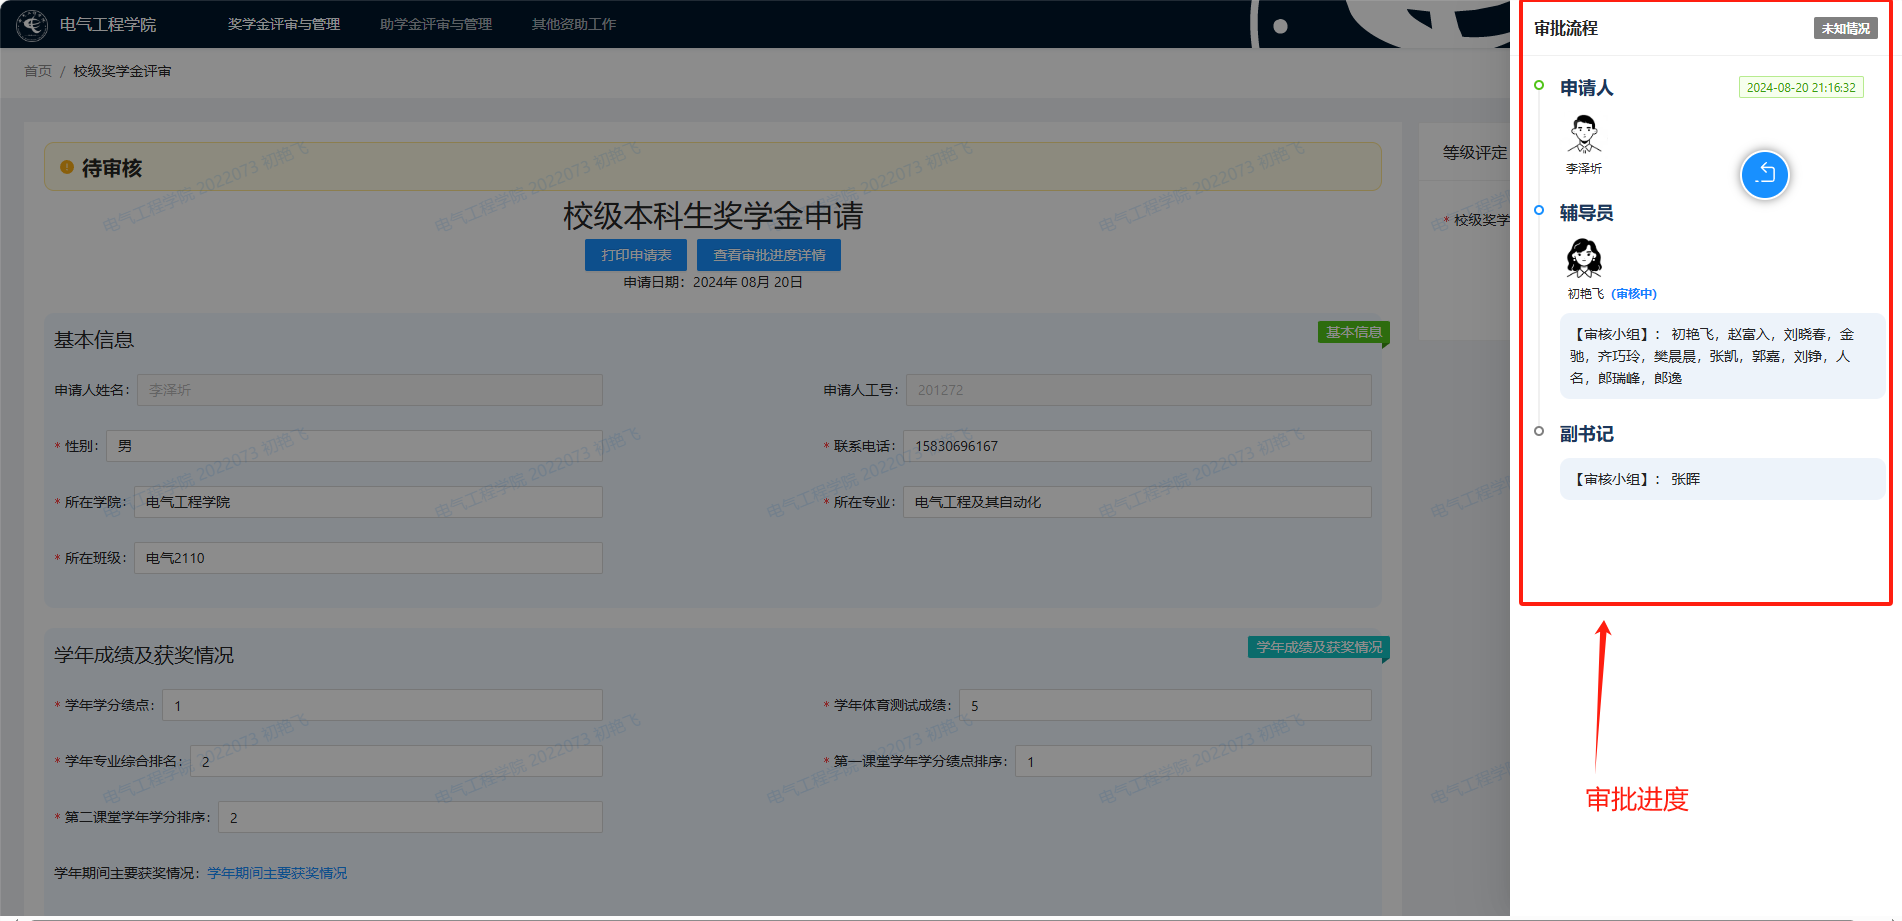 电气工程学院
奖学金评审与管理
助学金评审与管理
其他资助工作
首页 / 校级奖学金评审
待审核
校级本科生奖学金申请
打印申请表
查看审批进度详情
申请日期：2024年 08月 20日
基本信息
基本信息
申请人姓名： 李泽圻
申请人工号： 201272
* 性别： 男
* 联系电话： 15830696167
* 所在学院： 电气工程学院
* 所在专业： 电气工程及其自动化
* 所在班级： 电气2110
学年成绩及获奖情况
学年成绩及获奖情况
* 学年学分绩点： 1
* 学年体育测试成绩： 5
* 学年专业综合排名： 2
* 第一课堂学年学分绩点排序： 1
* 第二课堂学年学分排序： 2
学年期间主要获奖情况： 学年期间主要获奖情况
等级评定
* 校级奖学
电气工程学院 2022073 初艳飞
审批流程
未知情况
申请人
2024-08-20 21:16:32
李泽圻
辅导员
初艳飞 (审核中)
【审核小组】： 初艳飞，赵富入，刘晓春，金
驰，齐巧玲，樊晨晨，张凯，郭嘉，刘铮，人
名，郎瑞峰，郎逸
副书记
【审核小组】： 张晖
审批进度